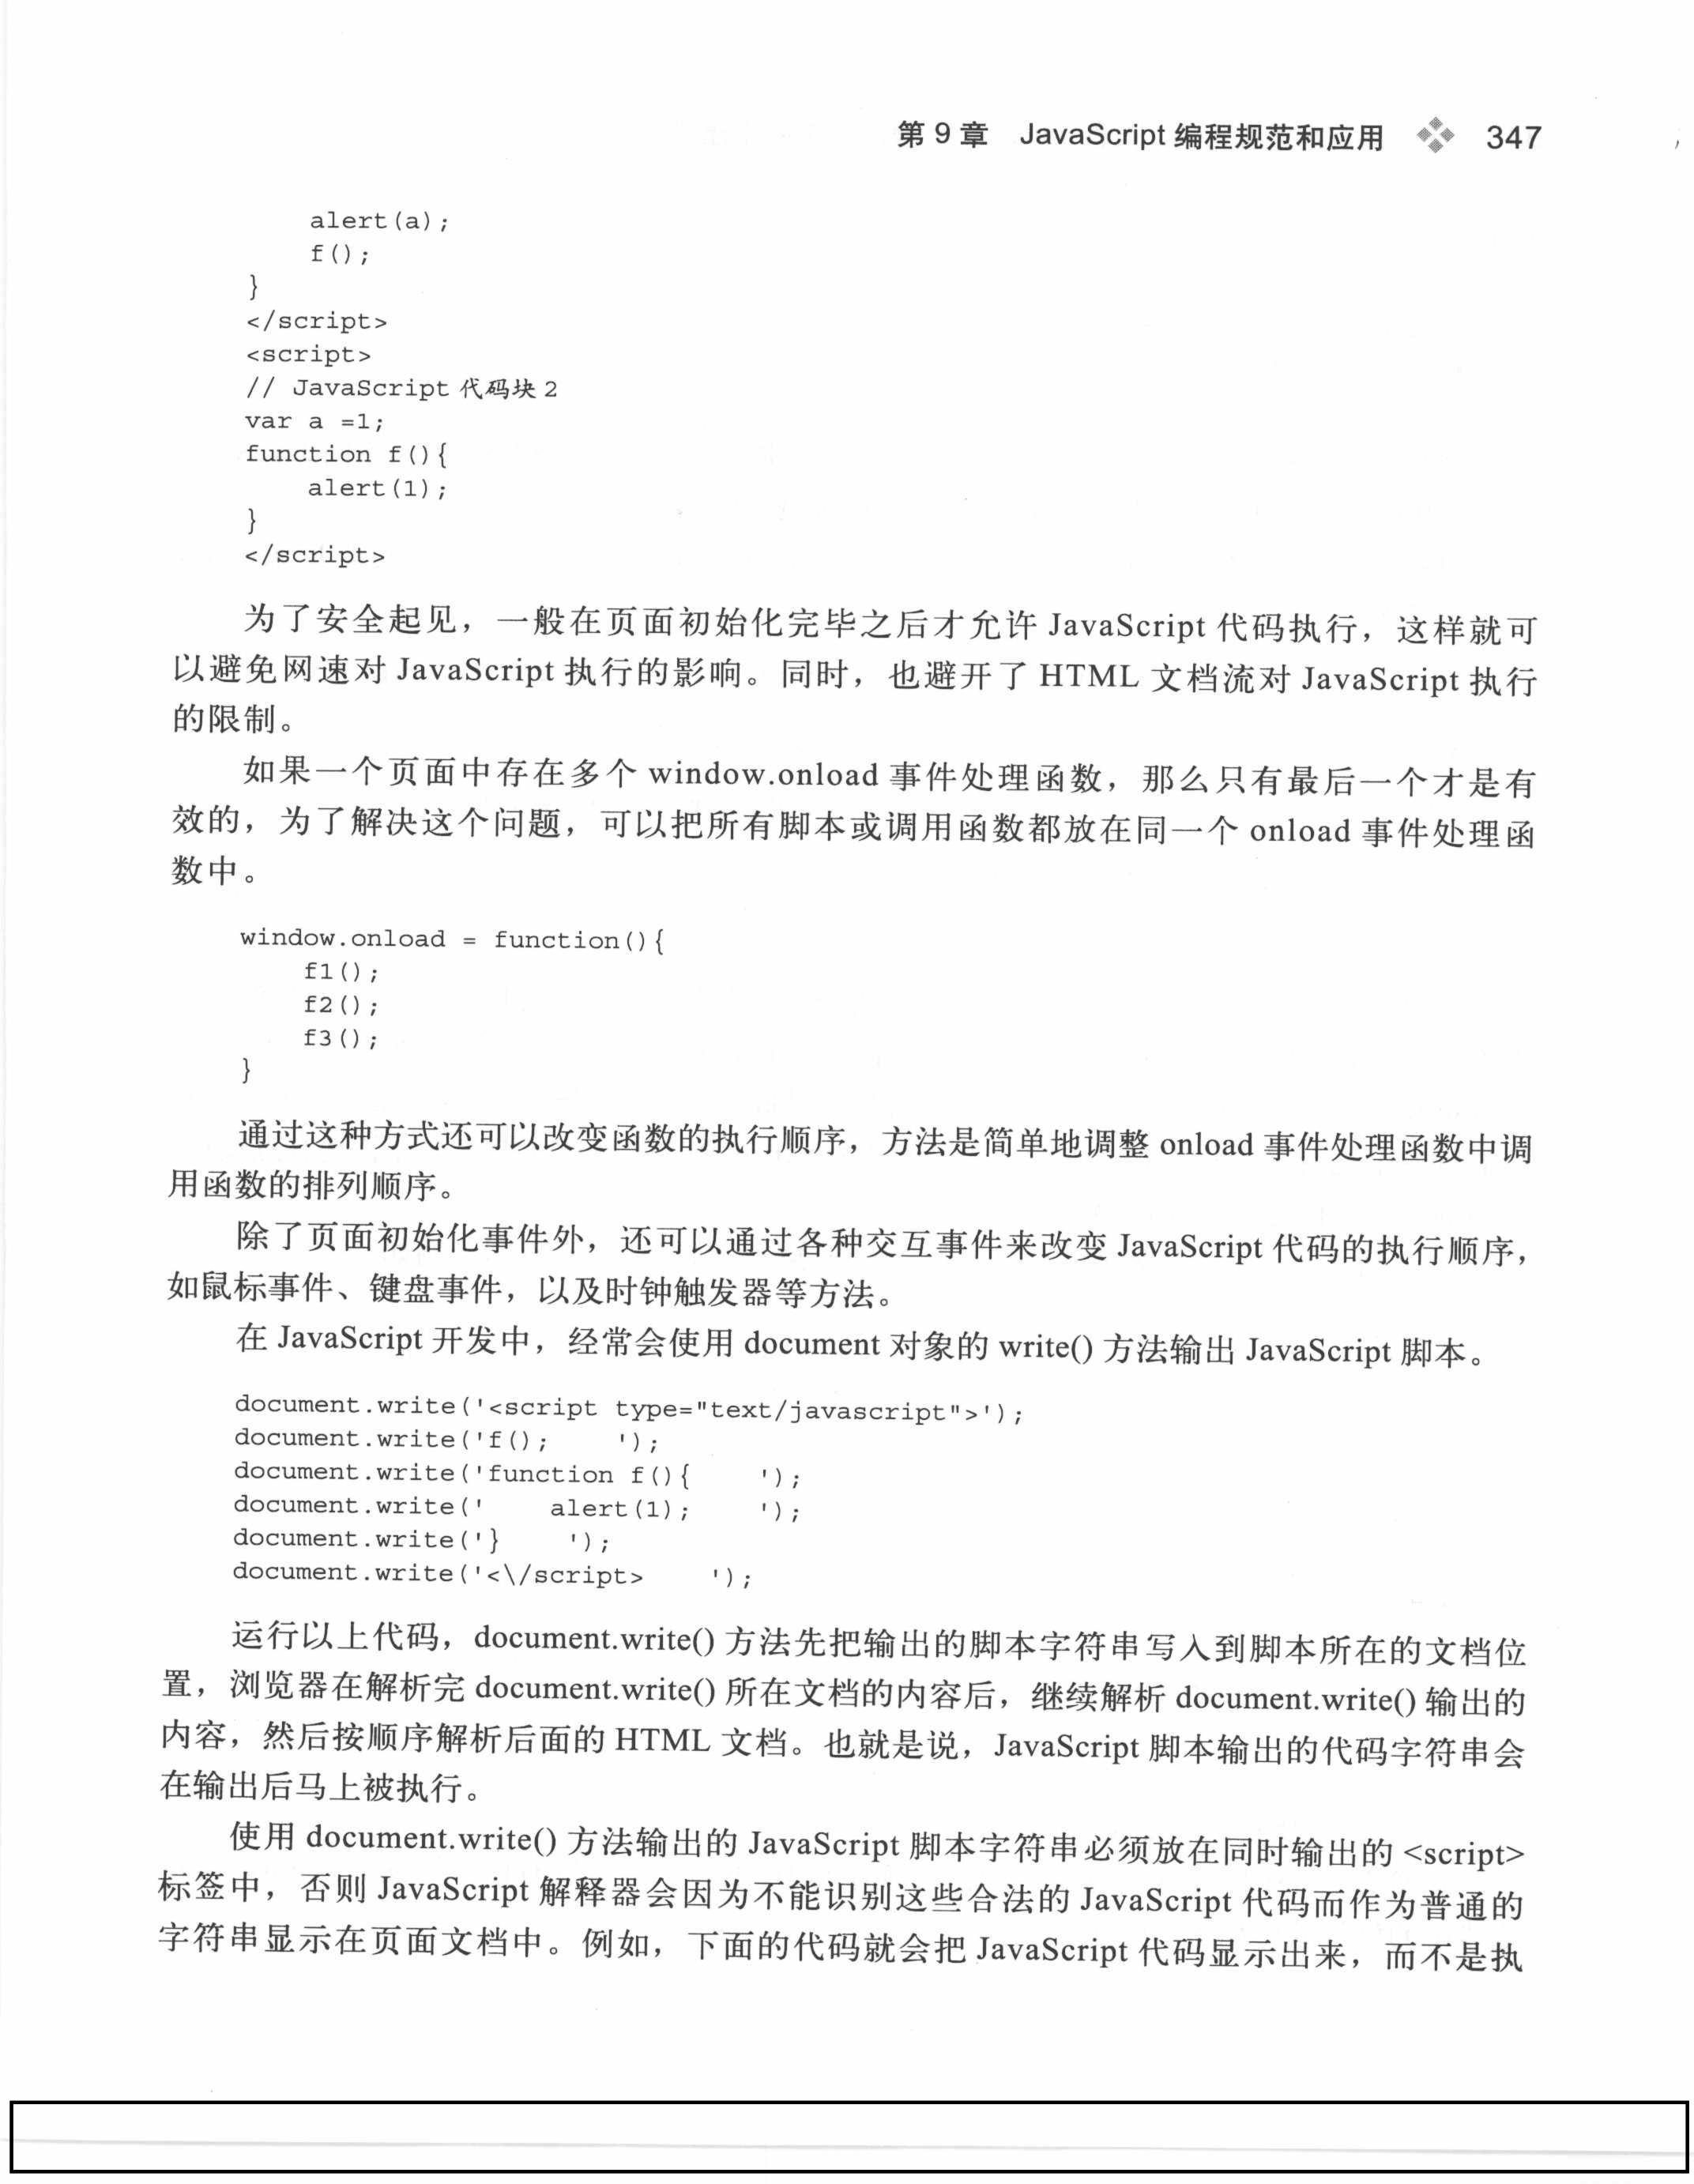 第 9 章 JavaScript 编程规范和应用 347
alert(a);
f();
}
</script>
<script>
// JavaScript 代码块 2
var a =1;
function f(){
alert(1);
}
</script>
为了安全起见，一般在页面初始化完毕之后才允许 JavaScript 代码执行，这样就可
以避免网速对 JavaScript 执行的影响。同时，也避开了 HTML 文档流对 JavaScript 执行
的限制。
如果一个页面中存在多个 window.onload 事件处理函数，那么只有最后一个才是有
效的，为了解决这个问题，可以把所有脚本或调用函数都放在同一个 onload 事件处理函
数中。
window.onload = function(){
f1();
f2();
f3();
}
通过这种方式还可以改变函数的执行顺序，方法是简单地调整 onload 事件处理函数中调
用函数的排列顺序。
除了页面初始化事件外，还可以通过各种交互事件来改变 JavaScript 代码的执行顺序，
如鼠标事件、键盘事件，以及时钟触发器等方法。
在 JavaScript 开发中，经常会使用 document 对象的 write() 方法输出 JavaScript 脚本。
document.write('<script type="text/javascript">');
document.write('f();    ');
document.write('function f(){    ');
document.write('    alert(1);    ');
document.write('}    ');
document.write('<\/script>    ');
运行以上代码，document.write() 方法先把输出的脚本字符串写入到脚本所在的文档位
置，浏览器在解析完 document.write() 所在文档的内容后，继续解析 document.write() 输出的
内容，然后按顺序解析后面的 HTML 文档。也就是说，JavaScript 脚本输出的代码字符串会
在输出后马上被执行。
使用 document.write() 方法输出的 JavaScript 脚本字符串必须放在同时输出的 <script>
标签中，否则 JavaScript 解释器会因为不能识别这些合法的 JavaScript 代码而作为普通的
字符串显示在页面文档中。例如，下面的代码就会把 JavaScript 代码显示出来，而不是执